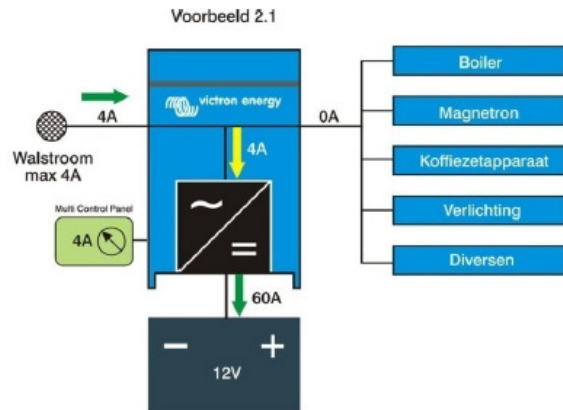 Voorbeeld 2.1
victron energy
4A
0A
4A
Walstroom
max 4A
Multi Control Panel
4A
60A
12V
Boiler
Magnetron
Koffiezetapparaat
Verlichting
Diversen